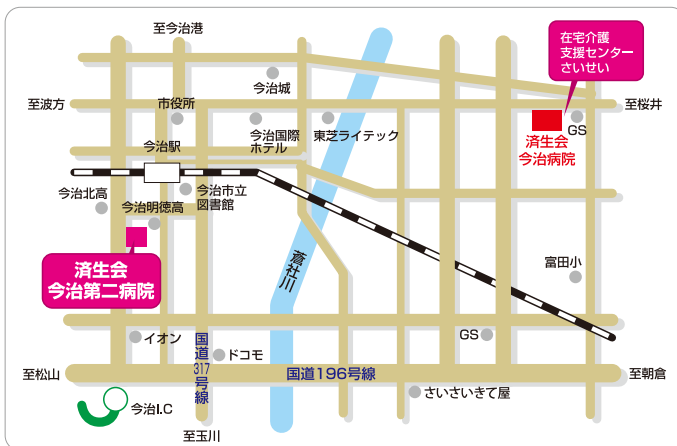 至今治港
在宅介護
支援センター
さいせい
今治城
至波方
市役所
至桜井
今治国際
ホテル
東芝ライテック
GS
済生会
今治病院
今治駅
今治北高
今治市立
図書館
今治明徳高
済生会
今治第二病院
蒼社川
富田小
イオン
国道317号線
ドコモ
GS
至松山
国道196号線
至朝倉
今治I.C
さいさいきて屋
至玉川